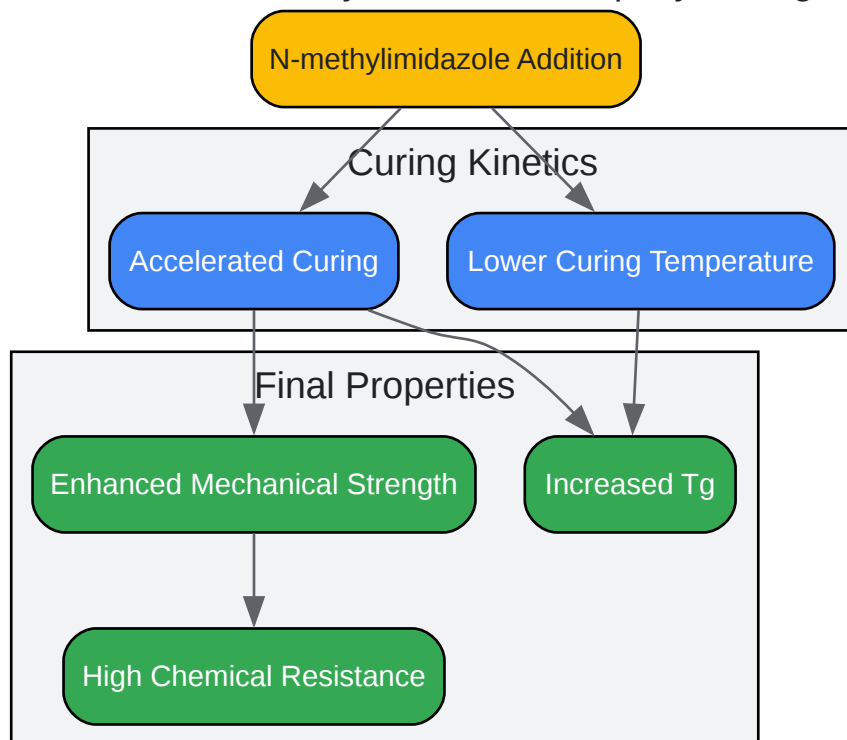 N-methylimidazole Addition
Curing Kinetics
Accelerated Curing
Lower Curing Temperature
Final Properties
Enhanced Mechanical Strength
Increased Tg
High Chemical Resistance